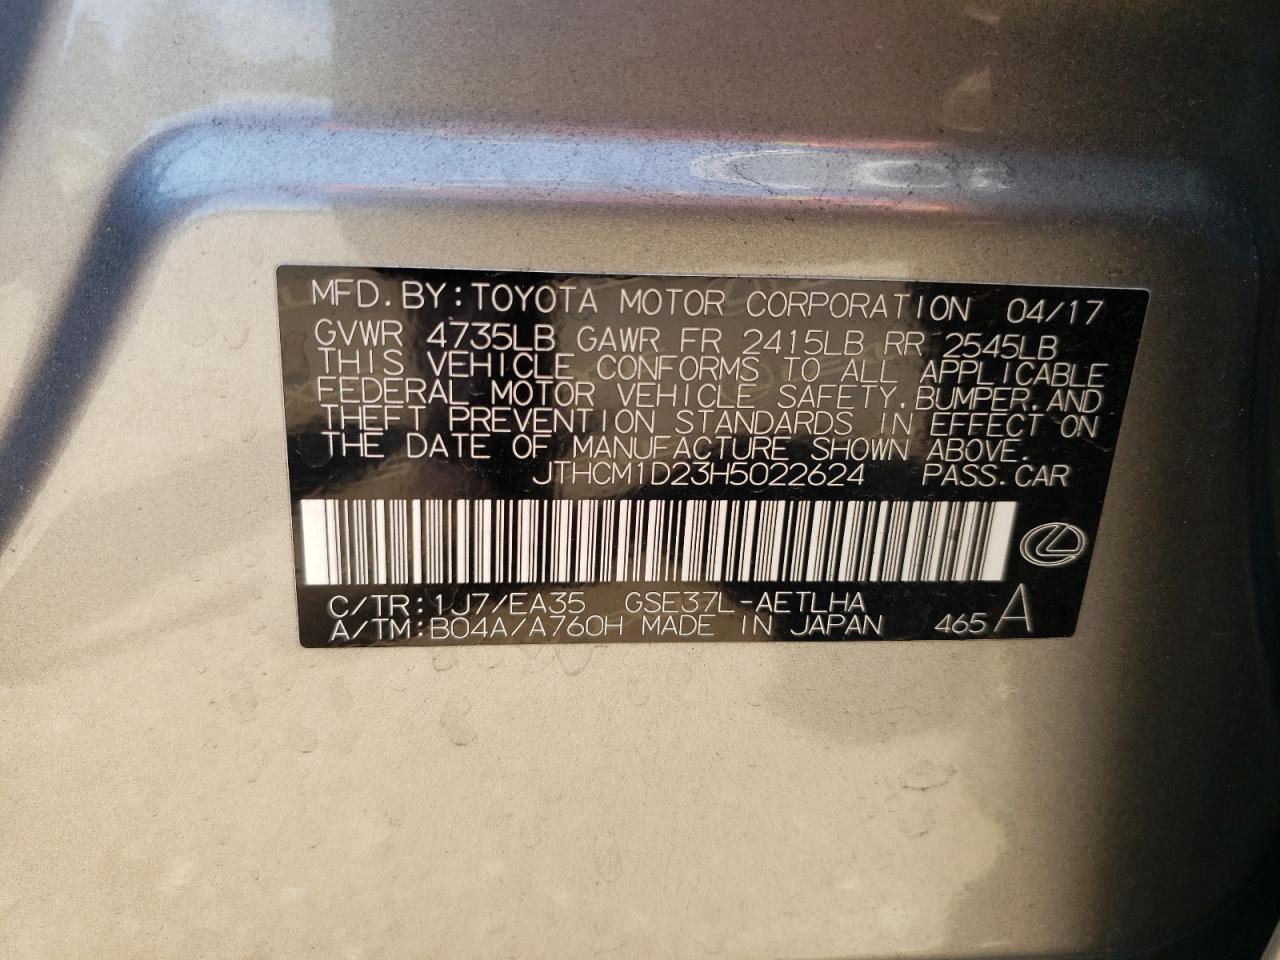 MFD. BY: TOYOTA MOTOR CORPORATION 04/17
GVWR 4735LB GAWR FR 2415LB RR 2545LB
THIS VEHICLE CONFORMS TO ALL APPLICABLE
FEDERAL MOTOR VEHICLE SAFETY, BUMPER, AND
THEFT PREVENTION STANDARDS IN EFFECT ON
THE DATE OF MANUFACTURE SHOWN ABOVE.
JTHCM1D23H5022624 PASS. CAR
C/TR: 1J7/EA35 GSE37L-AETLHA
A/TM: B04A/A760H MADE IN JAPAN 465 A